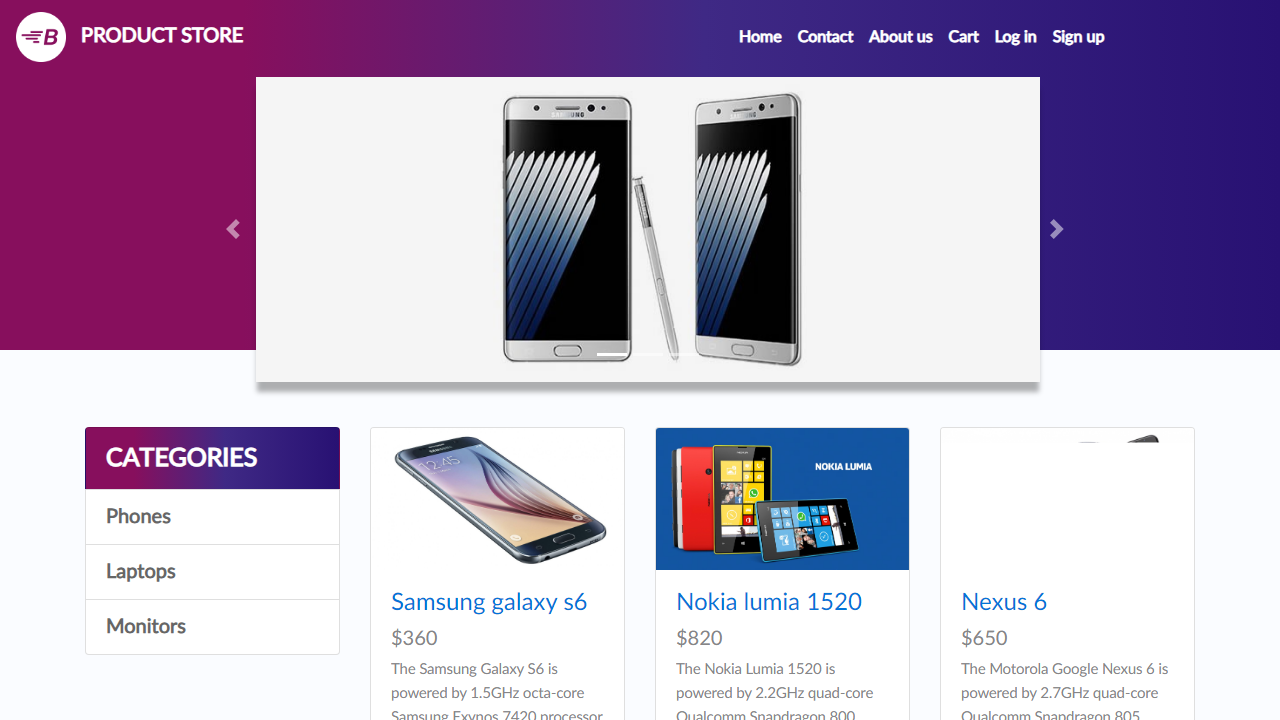 B PRODUCT STORE
Home Contact About us Cart Log in Sign up
SAMSUNG
SAMSUNG
CATEGORIES
Phones
Laptops
Monitors
12:45
NOKIA LUMIA
Samsung galaxy s6
$360
The Samsung Galaxy S6 is
powered by 1.5GHz octa-core
Samsung Exynos 7420 processor
Nokia lumia 1520
$820
The Nokia Lumia 1520 is
powered by 2.2GHz quad-core
Qualcomm Snapdragon 800
Nexus 6
$650
The Motorola Google Nexus 6 is
powered by 2.7GHz quad-core
Qualcomm Snapdragon 805